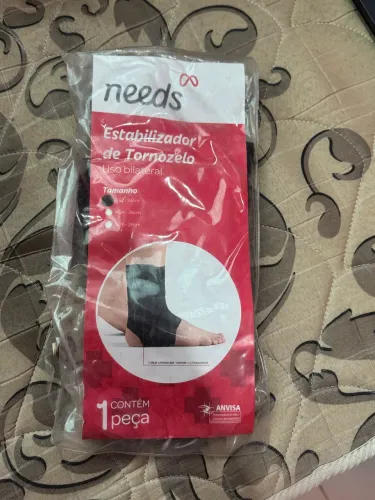 needs
Estabilizador
de Tornozelo
Uso bilateral
Tamanho
1
CONTÉM
peça
ANVISA